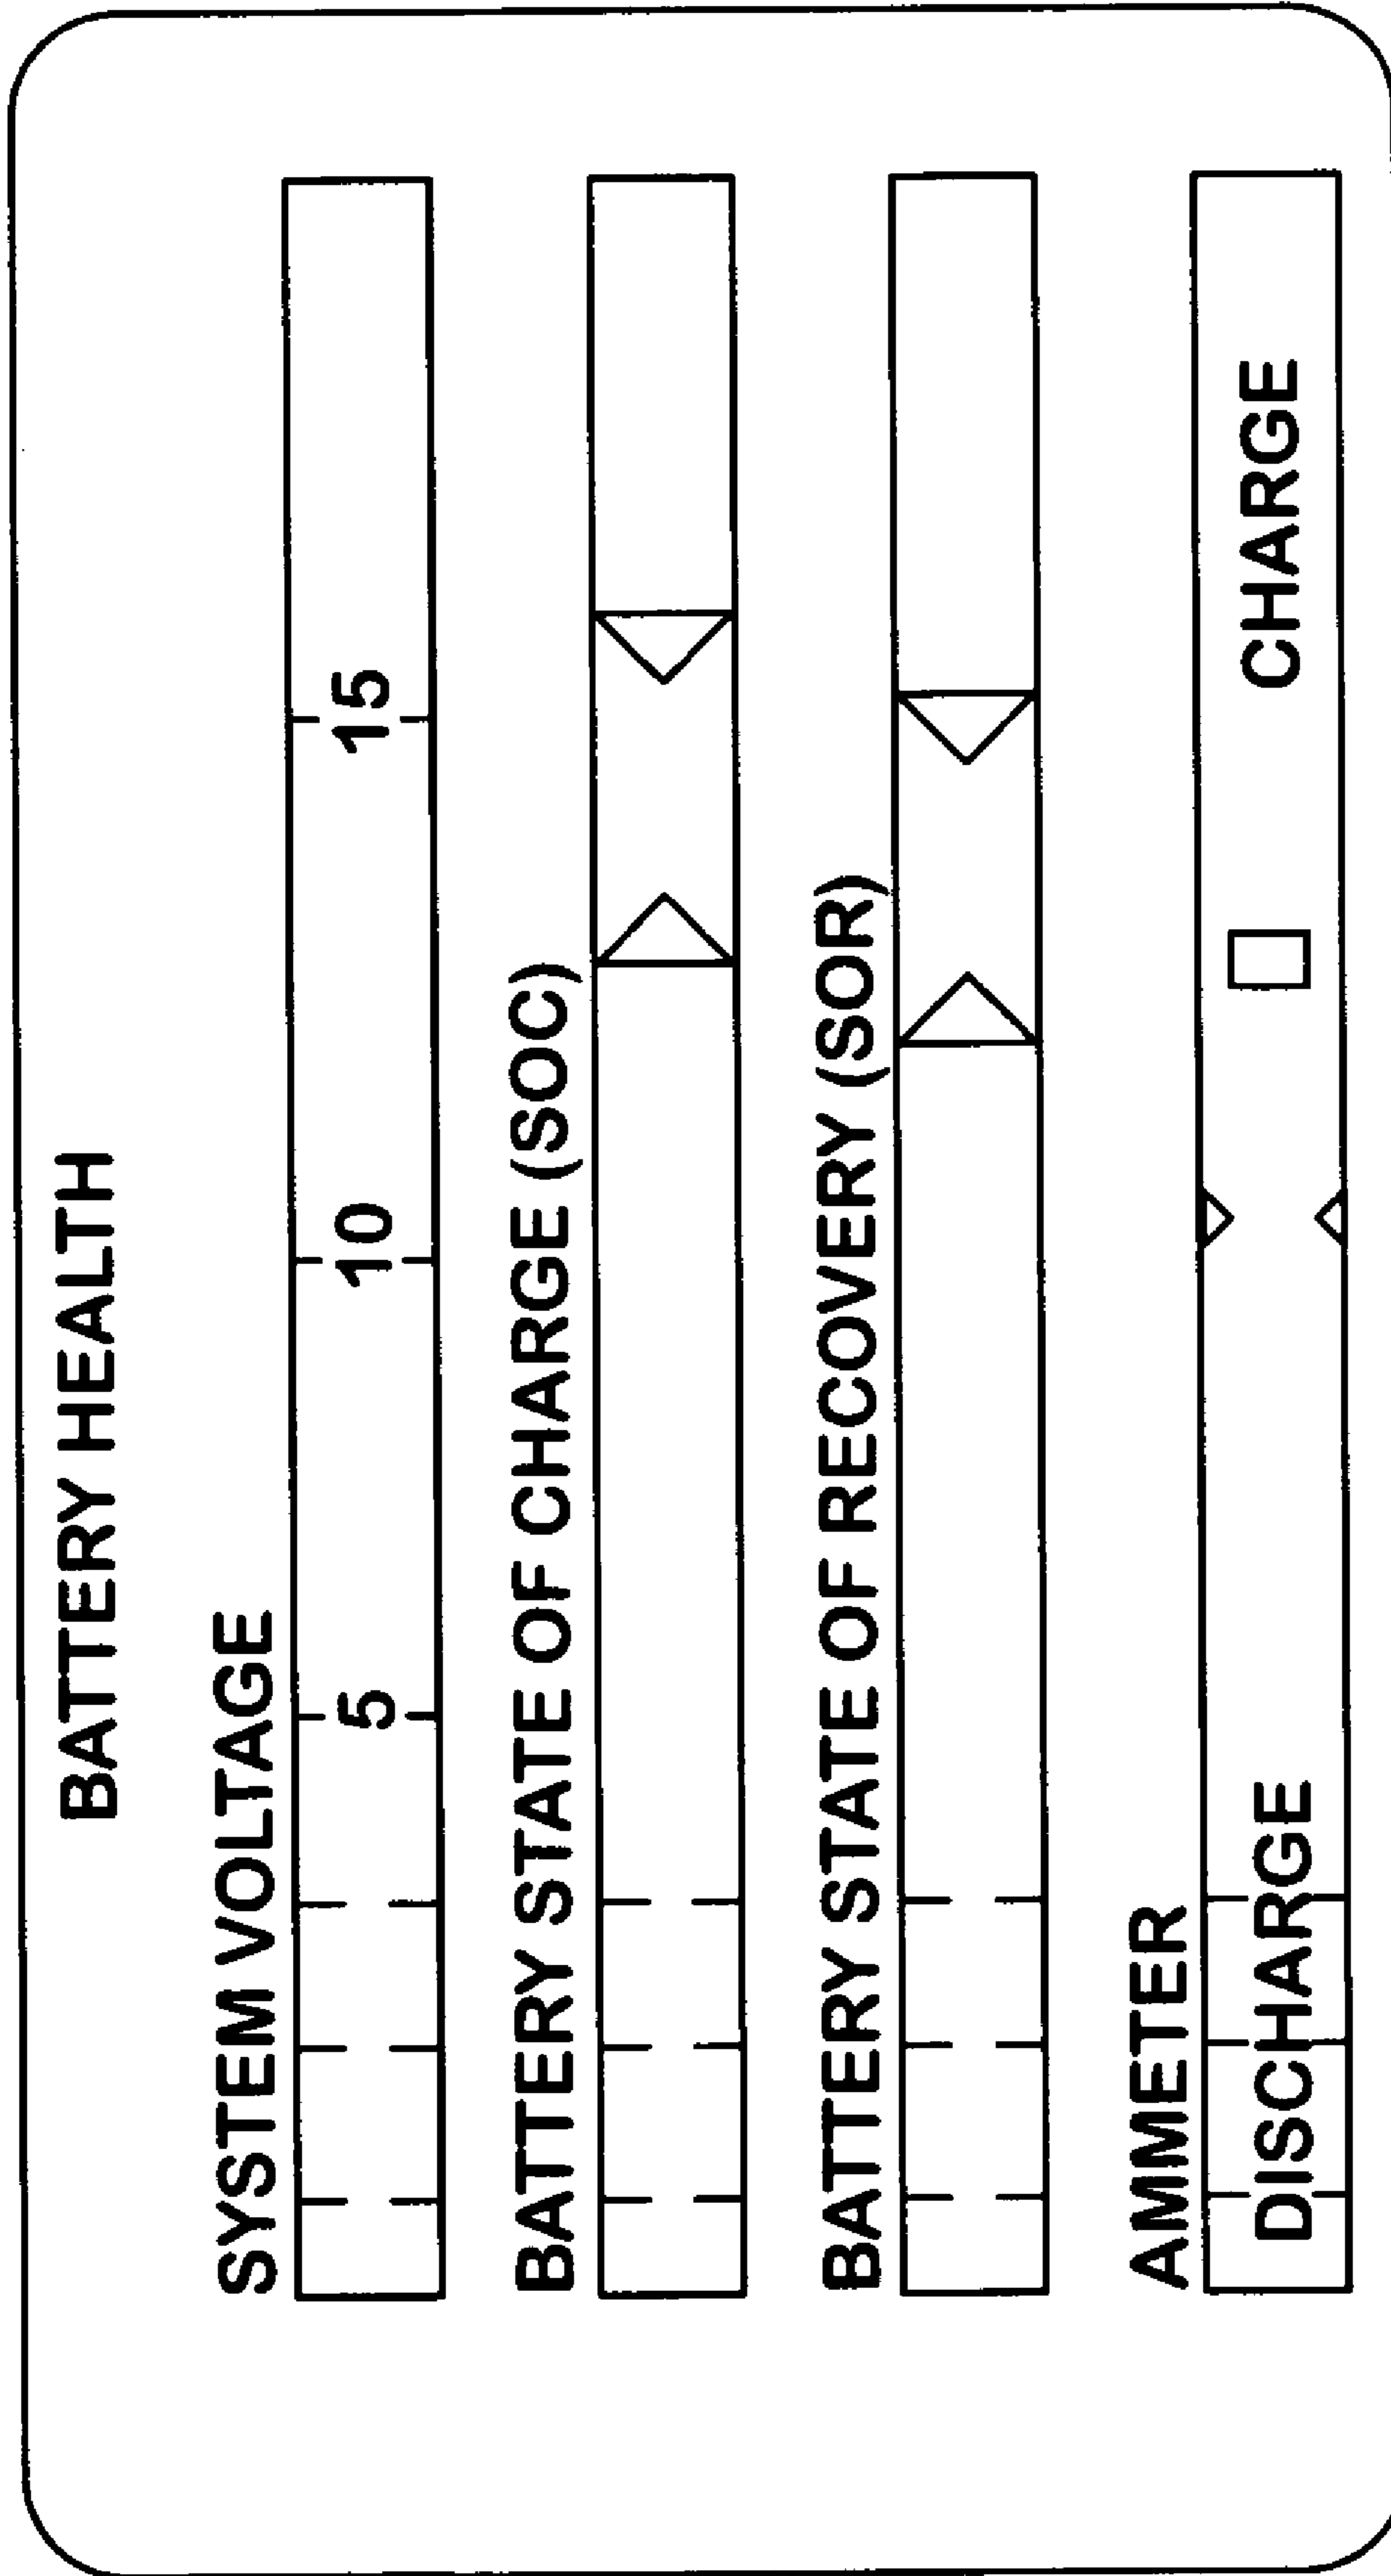 BATTERY HEALTH
SYSTEM VOLTAGE
5 10 15
BATTERY STATE OF CHARGE (SOC)
BATTERY STATE OF RECOVERY (SOR)
AMMETER
DISCHARGE CHARGE